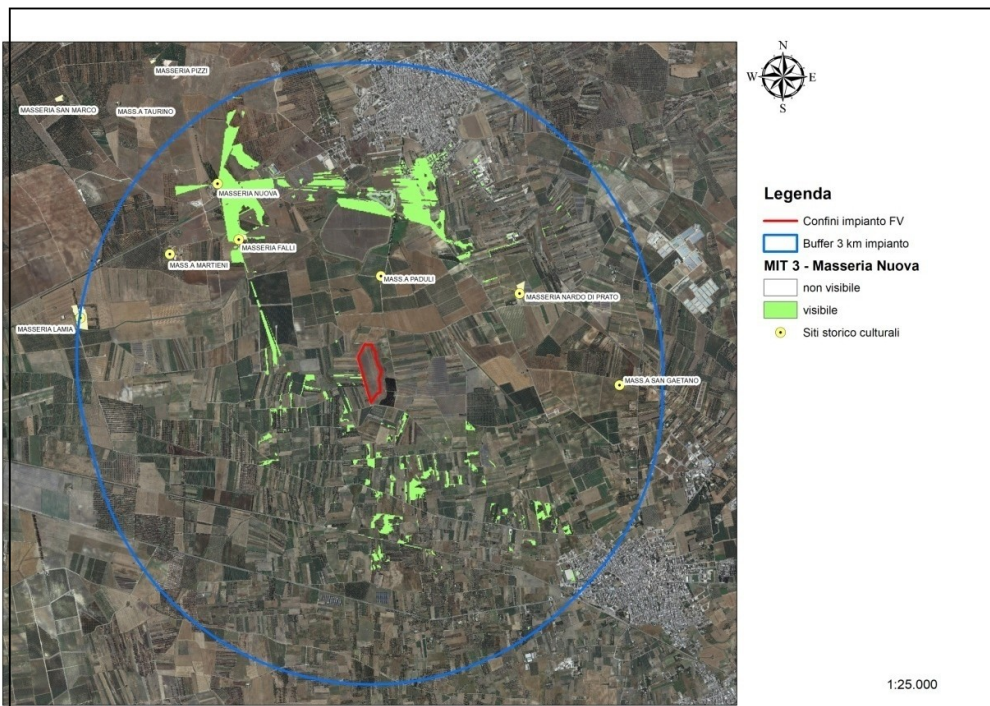 MASSERIA PIZZI
MASSERIA SAN MARCO
MASS.A TAURINO
MASSERIA NUOVA
MASSERIA FALLI
MASS.A MARTIENI
MASS.A PADULI
MASSERIA NARDO DI PRATO
MASSERIA LAMIA
MASS.A SAN GAETANO
N
W
E
S
Legenda
Confini impianto FV
Buffer 3 km impianto
MIT 3 - Masseria Nuova
non visibile
visibile
Siti storico culturali
1:25.000